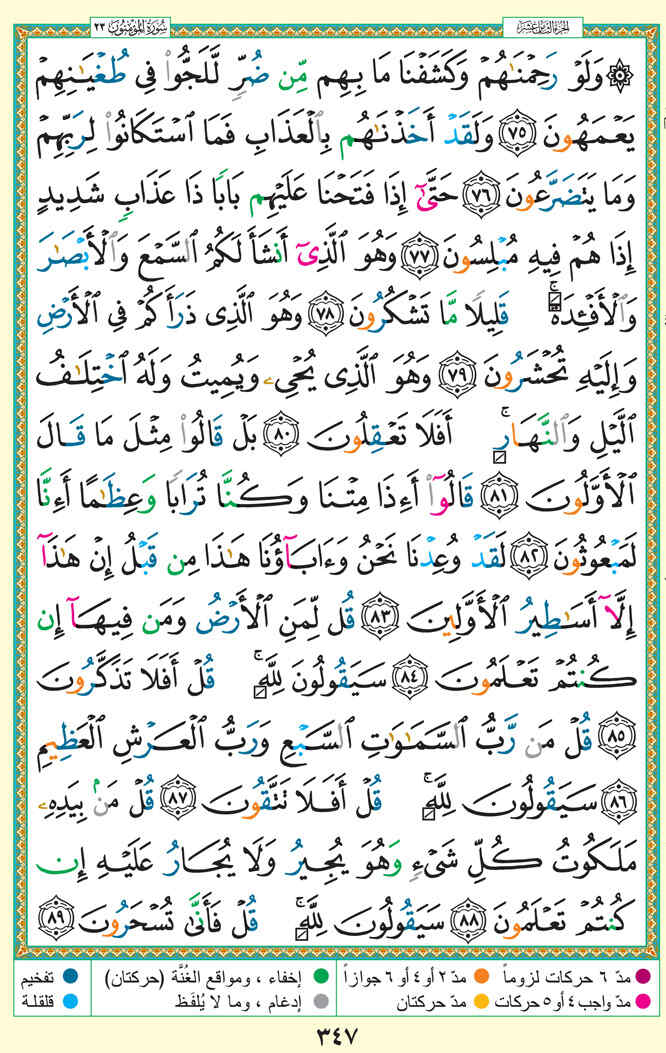 سُورَةُ المُؤْمِنُون ٢٣
الجزء الثامن عشر
۞ وَلَوْ رَحِمْنَٰهُمْ وَكَشَفْنَا مَا بِهِم مِّن ضُرٍّ لَّلَجُّوا۟ فِى طُغْيَٰنِهِمْ
يَعْمَهُونَ ٧٥ وَلَقَدْ أَخَذْنَٰهُم بِٱلْعَذَابِ فَمَا ٱسْتَكَانُوا۟ لِرَبِّهِمْ
وَمَا يَتَضَرَّعُونَ ٧٦ حَتَّىٰٓ إِذَا فَتَحْنَا عَلَيْهِم بَابًا ذَا عَذَابٍ شَدِيدٍ
إِذَا هُمْ فِيهِ مُبْلِسُونَ ٧٧ وَهُوَ ٱلَّذِىٓ أَنشَأَ لَكُمُ ٱلسَّمْعَ وَٱلْأَبْصَٰرَ
وَٱلْأَفْـِٔدَةَ ۚ قَلِيلًا مَّا تَشْكُرُونَ ٧٨ وَهُوَ ٱلَّذِى ذَرَأَكُمْ فِى ٱلْأَرْضِ
وَإِلَيْهِ تُحْشَرُونَ ٧٩ وَهُوَ ٱلَّذِى يُحْىِۦ وَيُمِيتُ وَلَهُ ٱخْتِلَٰفُ
ٱلَّيْلِ وَٱلنَّهَارِ ۚ أَفَلَا تَعْقِلُونَ ٨٠ بَلْ قَالُوا۟ مِثْلَ مَا قَالَ
ٱلْأَوَّلُونَ ٨١ قَالُوٓا۟ أَءِذَا مِتْنَا وَكُنَّا تُرَابًا وَعِظَٰمًا أَءِنَّا
لَمَبْعُوثُونَ ٨٢ لَقَدْ وُعِدْنَا نَحْنُ وَءَابَآؤُنَا هَٰذَا مِن قَبْلُ إِنْ هَٰذَآ
إِلَّآ أَسَٰطِيرُ ٱلْأَوَّلِينَ ٨٣ قُل لِّمَنِ ٱلْأَرْضُ وَمَن فِيهَآ إِن
كُنتُمْ تَعْلَمُونَ ٨٤ سَيَقُولُونَ لِلَّهِ ۚ قُلْ أَفَلَا تَذَكَّرُونَ
٨٥ قُلْ مَن رَّبُّ ٱلسَّمَٰوَٰتِ ٱلسَّبْعِ وَرَبُّ ٱلْعَرْشِ ٱلْعَظِيمِ
٨٦ سَيَقُولُونَ لِلَّهِ ۚ قُلْ أَفَلَا تَتَّقُونَ ٨٧ قُلْ مَنۢ بِيَدِهِۦ
مَلَكُوتُ كُلِّ شَىْءٍ وَهُوَ يُجِيرُ وَلَا يُجَارُ عَلَيْهِ إِن
كُنتُمْ تَعْلَمُونَ ٨٨ سَيَقُولُونَ لِلَّهِ ۚ قُلْ فَأَنَّىٰ تُسْحَرُونَ ٨٩
مدّ ٦ حركات لزوماً مدّ ٢ أو ٤ أو ٦ جوازاً إخفاء ، ومواقع الغُنَّة (حركتان) تفخيم
مدّ واجب ٤ أو ٥ حركات مدّ حركتان إدغام ، وما لا يُلفَظ قلقلة
٣٤٧